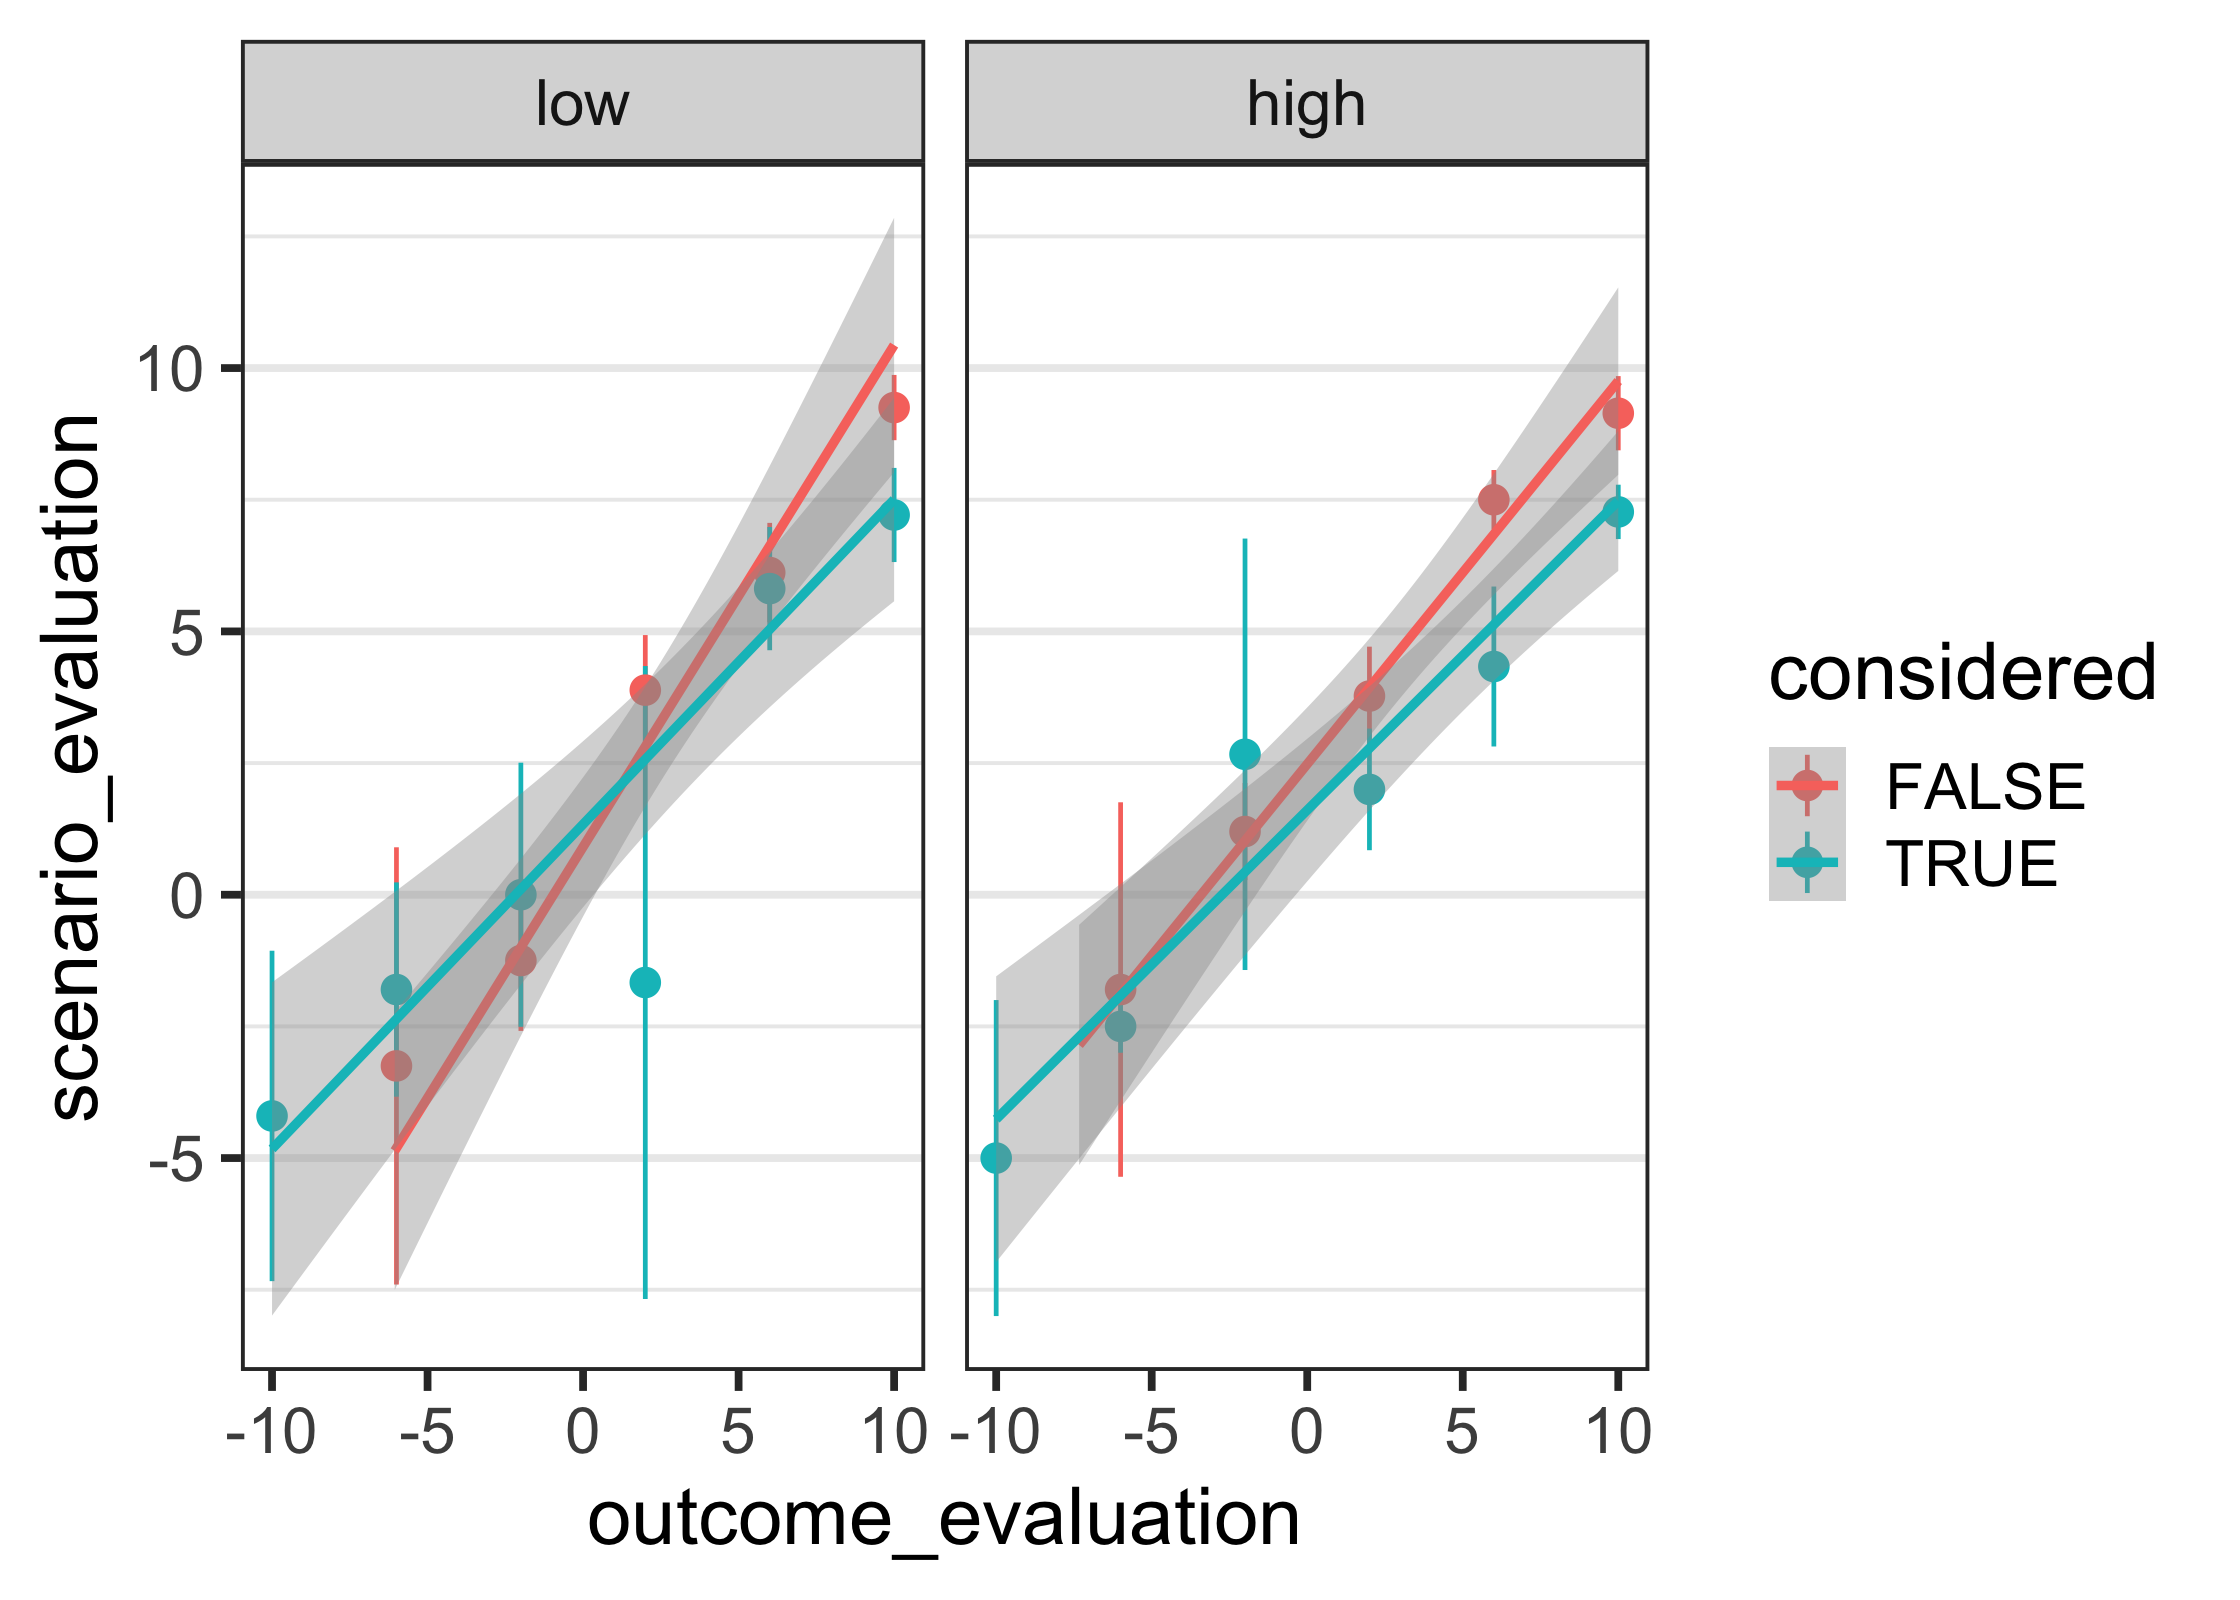 low
high
10
5
0
-5
-10 -5 0 5 10
-10 -5 0 5 10
outcome_evaluation
scenario_evaluation
considered
FALSE
TRUE